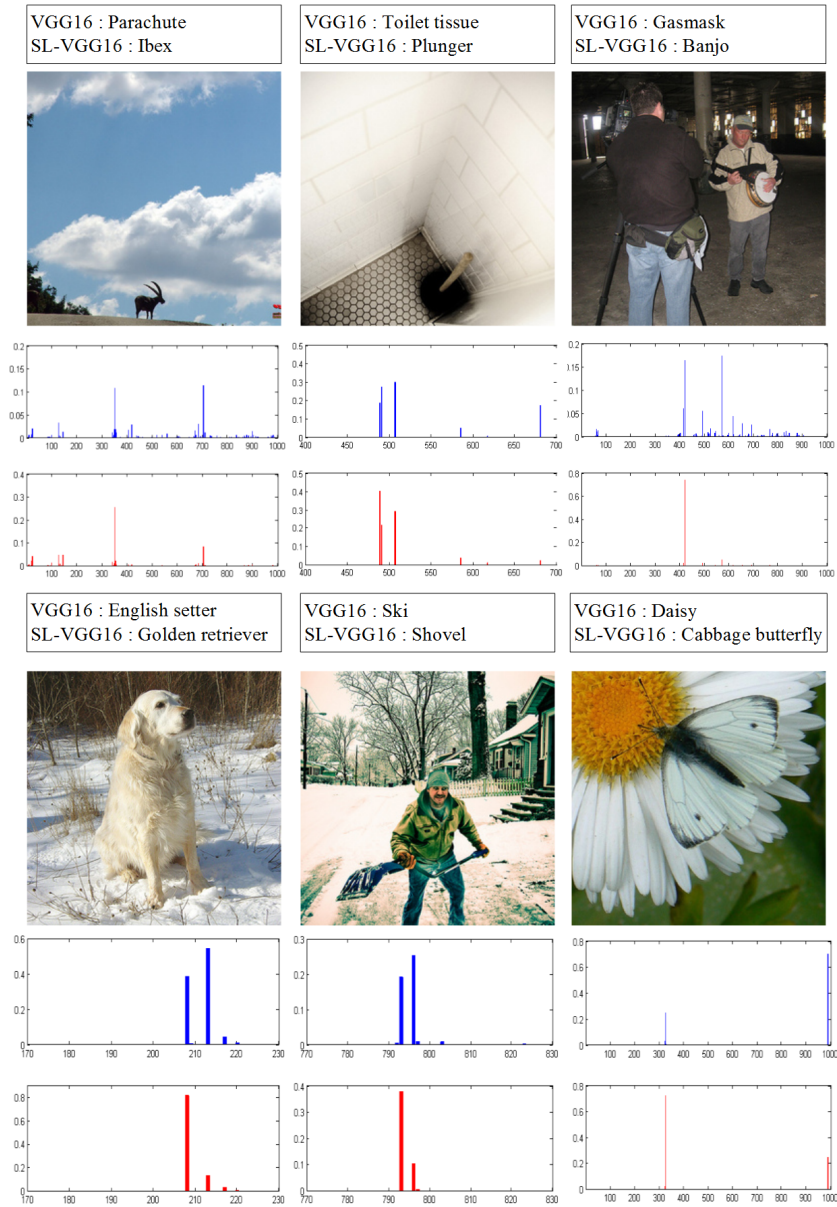 VGG16 : Parachute
SL-VGG16 : Ibex
VGG16 : Toilet tissue
SL-VGG16 : Plunger
VGG16 : Gasmask
SL-VGG16 : Banjo
0.2
0.15
0.1
0.05
0
100 200 300 400 500 600 700 800 900 1000
0.5
0.4
0.3
0.2
0.1
0
400 450 500 550 600 650 700
0.2
0.15
0.1
0.05
0
100 200 300 400 500 600 700 800 900 1000
0.4
0.3
0.2
0.1
0
100 200 300 400 500 600 700 800 900 1000
0.5
0.4
0.3
0.2
0.1
0
400 450 500 550 600 650 700
0.8
0.6
0.4
0.2
0
100 200 300 400 500 600 700 800 900 1000
VGG16 : English setter
SL-VGG16 : Golden retriever
VGG16 : Ski
SL-VGG16 : Shovel
VGG16 : Daisy
SL-VGG16 : Cabbage butterfly
0.6
0.4
0.2
0
170 180 190 200 210 220 230
0.3
0.2
0.1
0
770 780 790 800 810 820 830
0.8
0.6
0.4
0.2
0
100 200 300 400 500 600 700 800 900 1000
0.8
0.6
0.4
0.2
0
170 180 190 200 210 220 230
0.4
0.3
0.2
0.1
0
770 780 790 800 810 820 830
0.8
0.6
0.4
0.2
0
100 200 300 400 500 600 700 800 900 1000